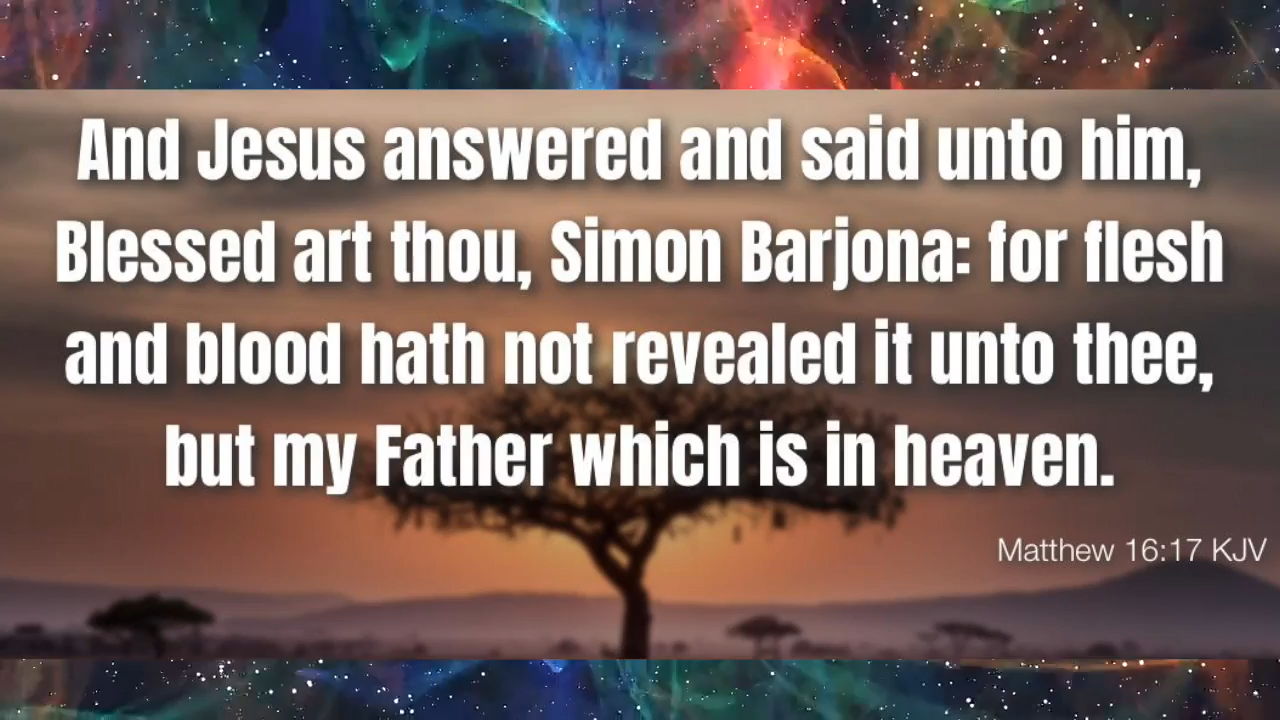 And Jesus answered and said unto him,
Blessed art thou, Simon Barjona: for flesh
and blood hath not revealed it unto thee,
but my Father which is in heaven.
Matthew 16:17 KJV